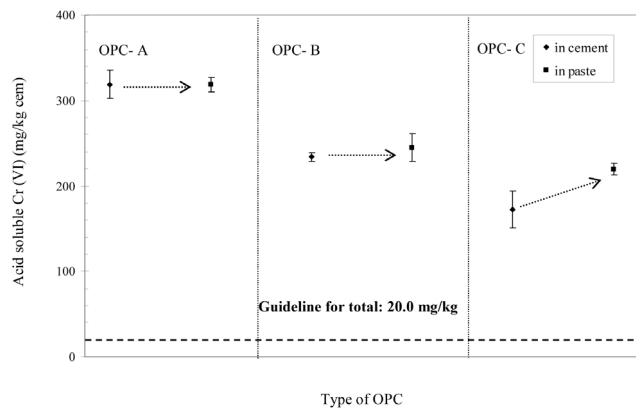 400
300
200
100
0
Acid soluble Cr (VI) (mg/kg cem)
OPC- A
OPC- B
OPC- C
in cement
in paste
Guideline for total: 20.0 mg/kg
Type of OPC